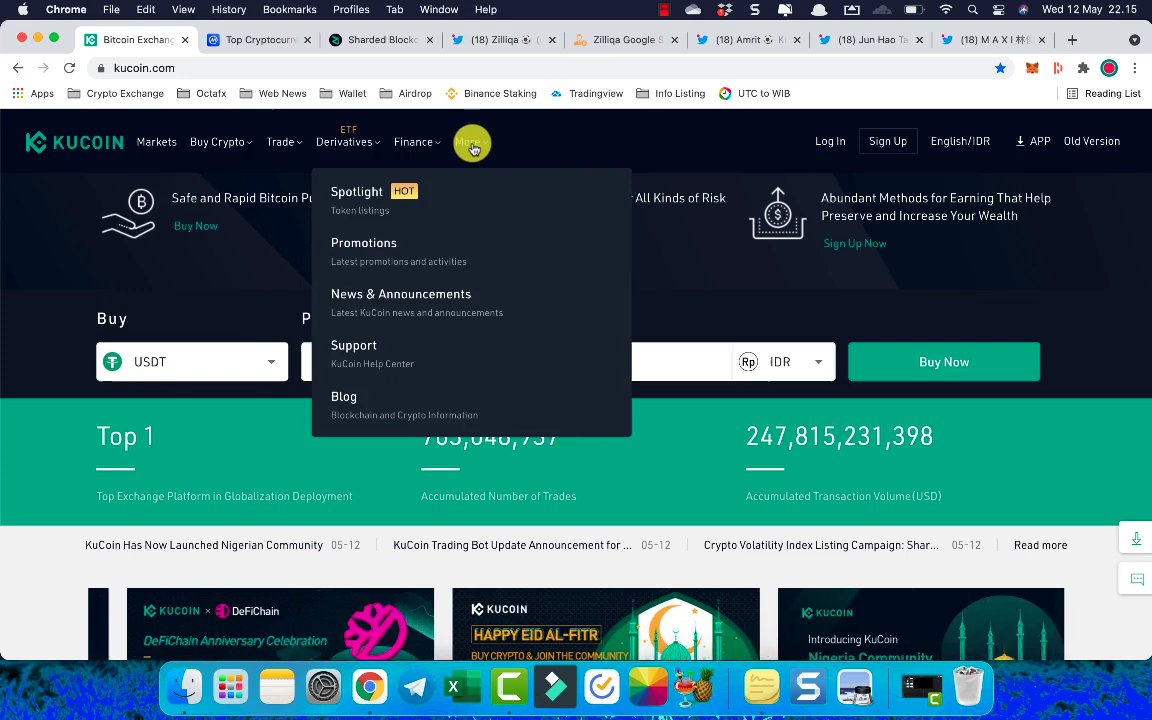 Chrome File Edit View History Bookmarks Profiles Tab Window Help Wed 12 May 22.15
Bitcoin Exchan Top Cryptocurre Sharded Blockc (18) Zilliqa Zilliqa Google S (18) Amrit (18) Jun Hao Ta (18) M A X I
kucoin.com
Apps Crypto Exchange Octafx Web News Wallet Airdrop Binance Staking Tradingview Info Listing UTC to WIB Reading List
ETF
KUCOIN Markets Buy Crypto Trade Derivatives Finance More Log In Sign Up English/IDR APP Old Version
Spotlight HOT
Token listings
Promotions
Latest promotions and activities
News & Announcements
Latest KuCoin news and announcements
Support
KuCoin Help Center
Blog
Blockchain and Crypto Information
Safe and Rapid Bitcoin Pu
Buy Now
All Kinds of Risk
Abundant Methods for Earning That Help
Preserve and Increase Your Wealth
Sign Up Now
Buy P
USDT IDR Buy Now
Top 1 247,815,231,398
Top Exchange Platform in Globalization Deployment Accumulated Number of Trades Accumulated Transaction Volume(USD)
KuCoin Has Now Launched Nigerian Community 05-12 KuCoin Trading Bot Update Announcement for ... 05-12 Crypto Volatility Index Listing Campaign: Shar... 05-12 Read more
KUCOIN × DeFiChain
DeFiChain Anniversary Celebration
KUCOIN
HAPPY EID AL-FITR
BUY CRYPTO & JOIN THE COMMUNITY
KUCOIN
Introducing KuCoin
Nigeria Community